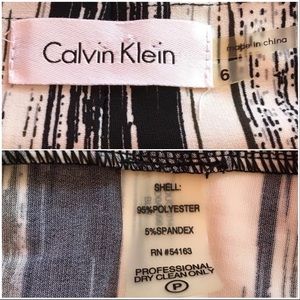 Calvin Klein
made in china
6
SHELL:
95%POLYESTER
5%SPANDEX
RN #54163
PROFESSIONAL
DRY CLEAN ONLY
P